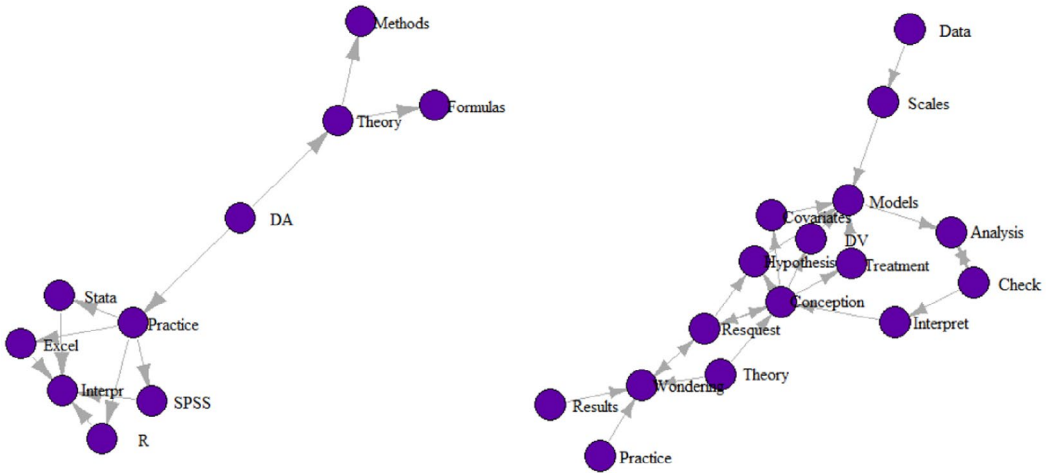 Methods
Formulas
Theory
DA
Stata
Practice
Excel
Interpr
SPSS
R
Data
Scales
Models
Covariates
DV
Analysis
Hypothesis
Treatment
Check
Conception
Interpret
Resquest
Theory
Wondering
Results
Practice